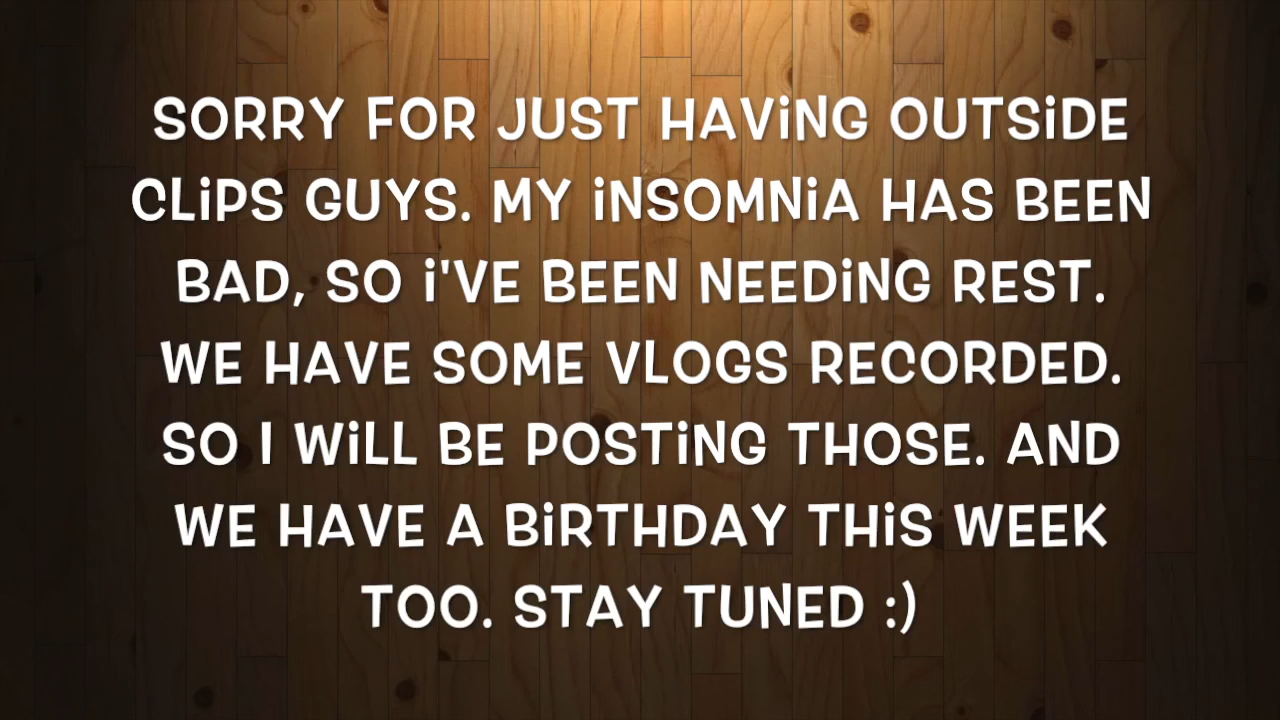 SORRY FOR JUST HAViNG OUTSiDE
CLiPS GUYS. MY iNSOMNiA HAS BEEN
BAD, SO i'VE BEEN NEEDiNG REST.
WE HAVE SOME VLOGS RECORDED.
SO I WiLL BE POSTiNG THOSE. AND
WE HAVE A BiRTHDAY THiS WEEK
TOO. STAY TUNED :)